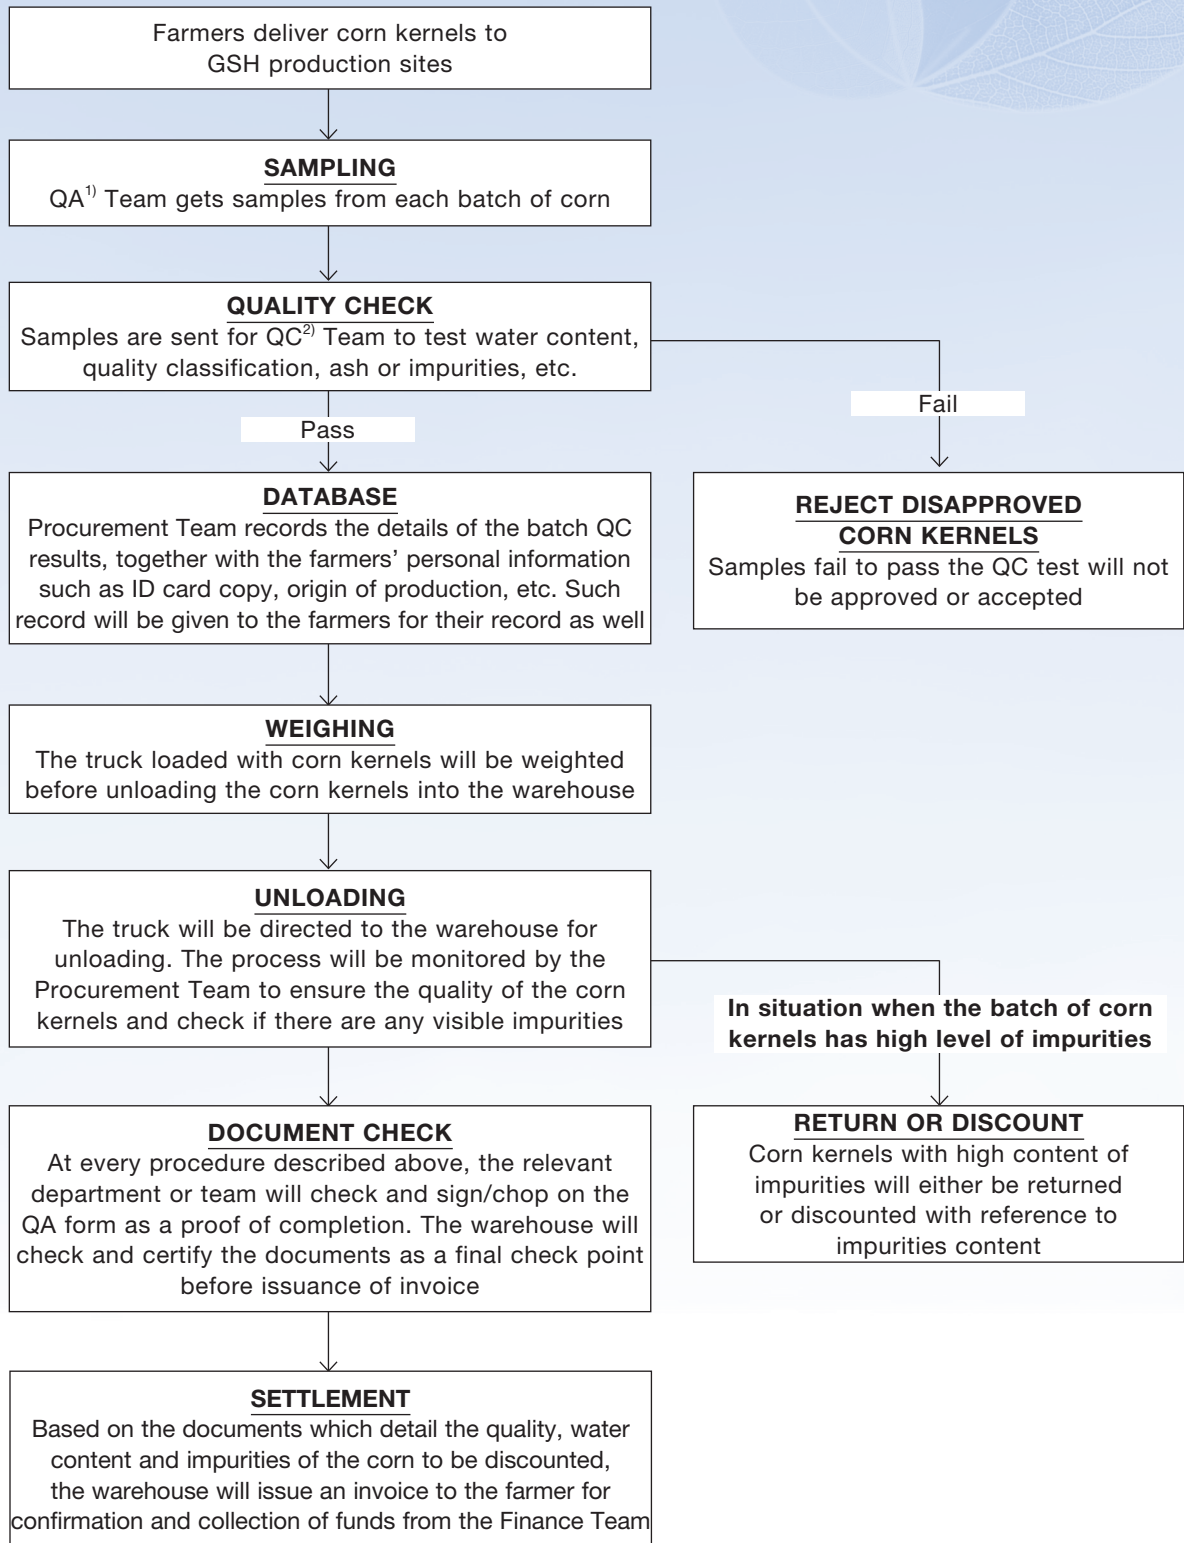 Farmers deliver corn kernels to
GSH production sites
SAMPLING
QA1) Team gets samples from each batch of corn
QUALITY CHECK
Samples are sent for QC2) Team to test water content,
quality classification, ash or impurities, etc.
Pass
Fail
DATABASE
Procurement Team records the details of the batch QC
results, together with the farmers' personal information
such as ID card copy, origin of production, etc. Such
record will be given to the farmers for their record as well
REJECT DISAPPROVED
CORN KERNELS
Samples fail to pass the QC test will not
be approved or accepted
WEIGHING
The truck loaded with corn kernels will be weighted
before unloading the corn kernels into the warehouse
UNLOADING
The truck will be directed to the warehouse for
unloading. The process will be monitored by the
Procurement Team to ensure the quality of the corn
kernels and check if there are any visible impurities
In situation when the batch of corn
kernels has high level of impurities
DOCUMENT CHECK
At every procedure described above, the relevant
department or team will check and sign/chop on the
QA form as a proof of completion. The warehouse will
check and certify the documents as a final check point
before issuance of invoice
RETURN OR DISCOUNT
Corn kernels with high content of
impurities will either be returned
or discounted with reference to
impurities content
SETTLEMENT
Based on the documents which detail the quality, water
content and impurities of the corn to be discounted,
the warehouse will issue an invoice to the farmer for
confirmation and collection of funds from the Finance Team